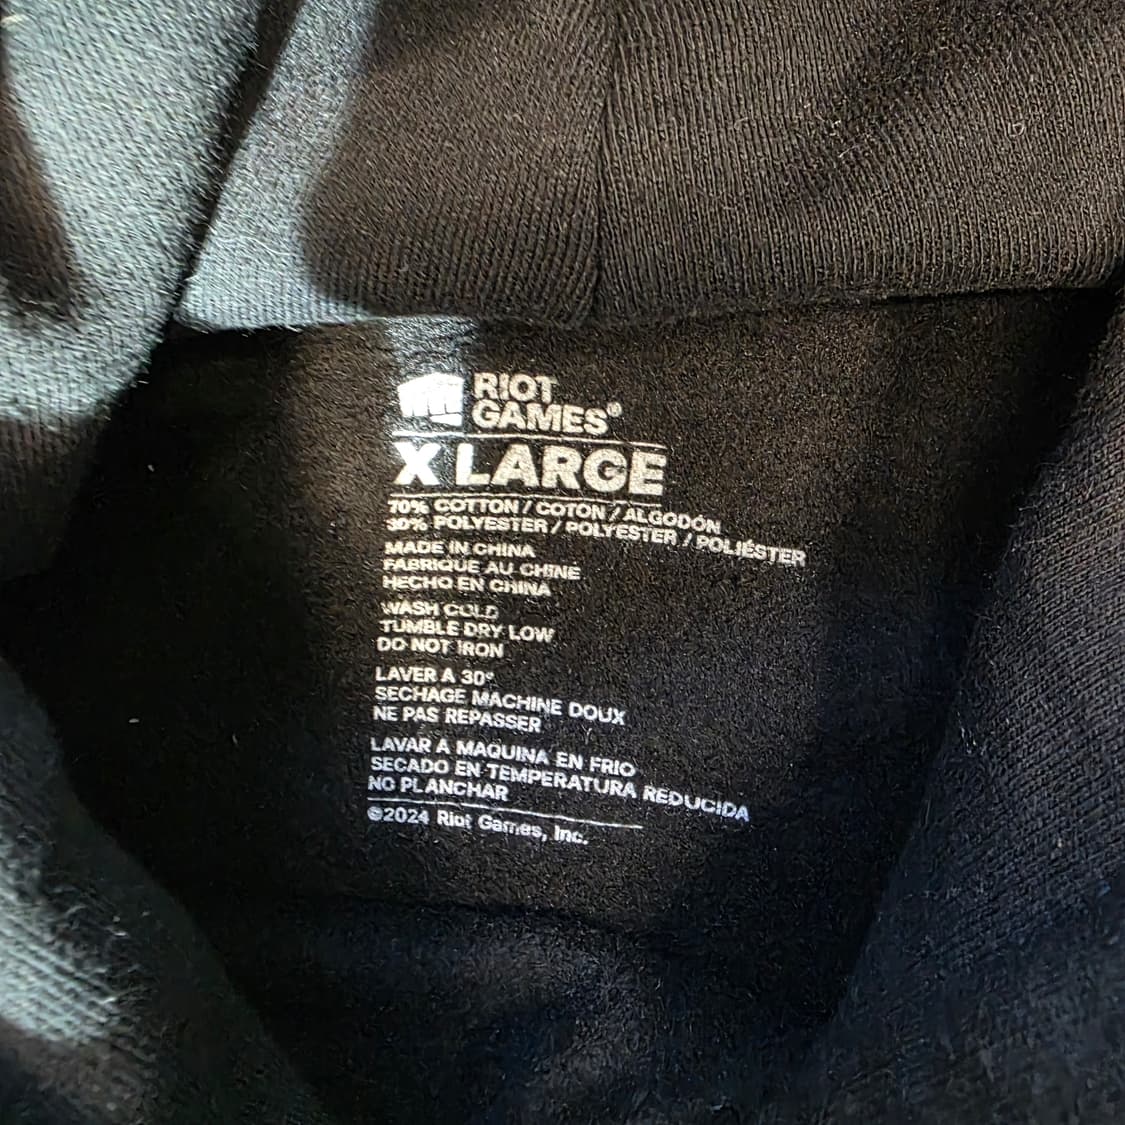 RIOT
GAMES®
X LARGE
70% COTTON / COTON / ALGODÓN
30% POLYESTER / POLYESTER / POLIÉSTER
MADE IN CHINA
FABRIQUE AU CHINE
HECHO EN CHINA
WASH COLD
TUMBLE DRY LOW
DO NOT IRON
LAVER A 30°
SECHAGE MACHINE DOUX
NE PAS REPASSER
LAVAR A MAQUINA EN FRIO
SECADO EN TEMPERATURA REDUCIDA
NO PLANCHAR
©2024 Riot Games, Inc.